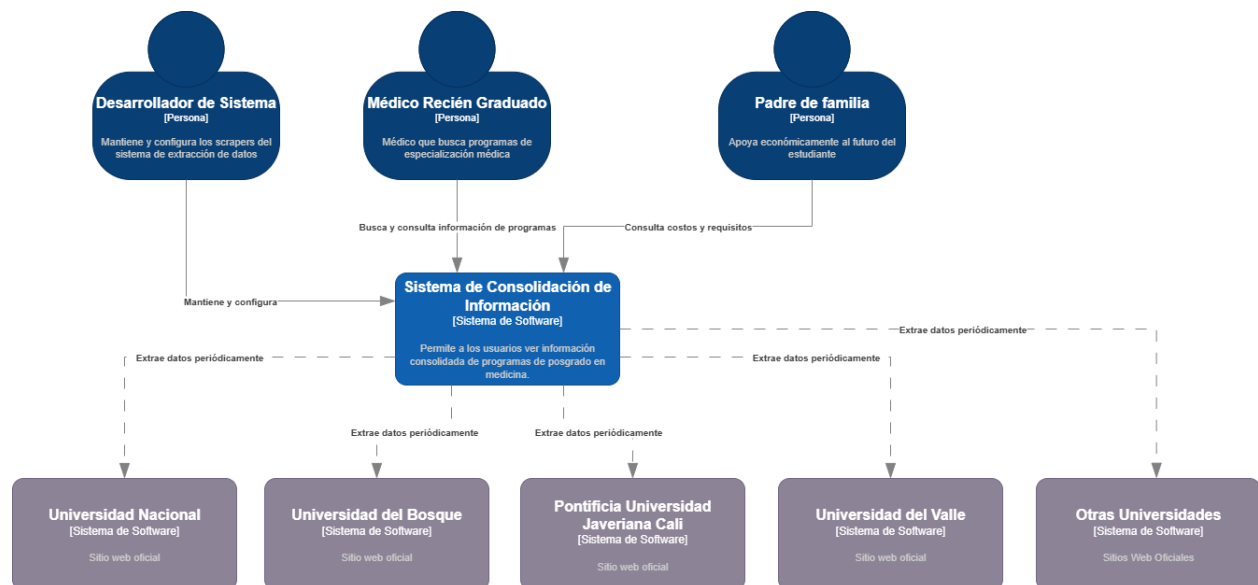 Desarrollador de Sistema
[Persona]
Mantiene y configura los scrapers del
sistema de extracción de datos
Médico Recién Graduado
[Persona]
Médico que busca programas de
especialización médica
Padre de familia
[Persona]
Apoya económicamente al futuro del
estudiante
Busca y consulta información de programas
Consulta costos y requisitos
Mantiene y configura
Sistema de Consolidación de
Información
[Sistema de Software]
Permite a los usuarios ver información
consolidada de programas de posgrado en
medicina.
Extrae datos periódicamente
Extrae datos periódicamente
Extrae datos periódicamente
Extrae datos periódicamente
Extrae datos periódicamente
Universidad Nacional
[Sistema de Software]
Sitio web oficial
Universidad del Bosque
[Sistema de Software]
Sitio web oficial
Pontificia Universidad
Javeriana Cali
[Sistema de Software]
Sitio web oficial
Universidad del Valle
[Sistema de Software]
Sitio web oficial
Otras Universidades
[Sistema de Software]
Sitios Web Oficiales